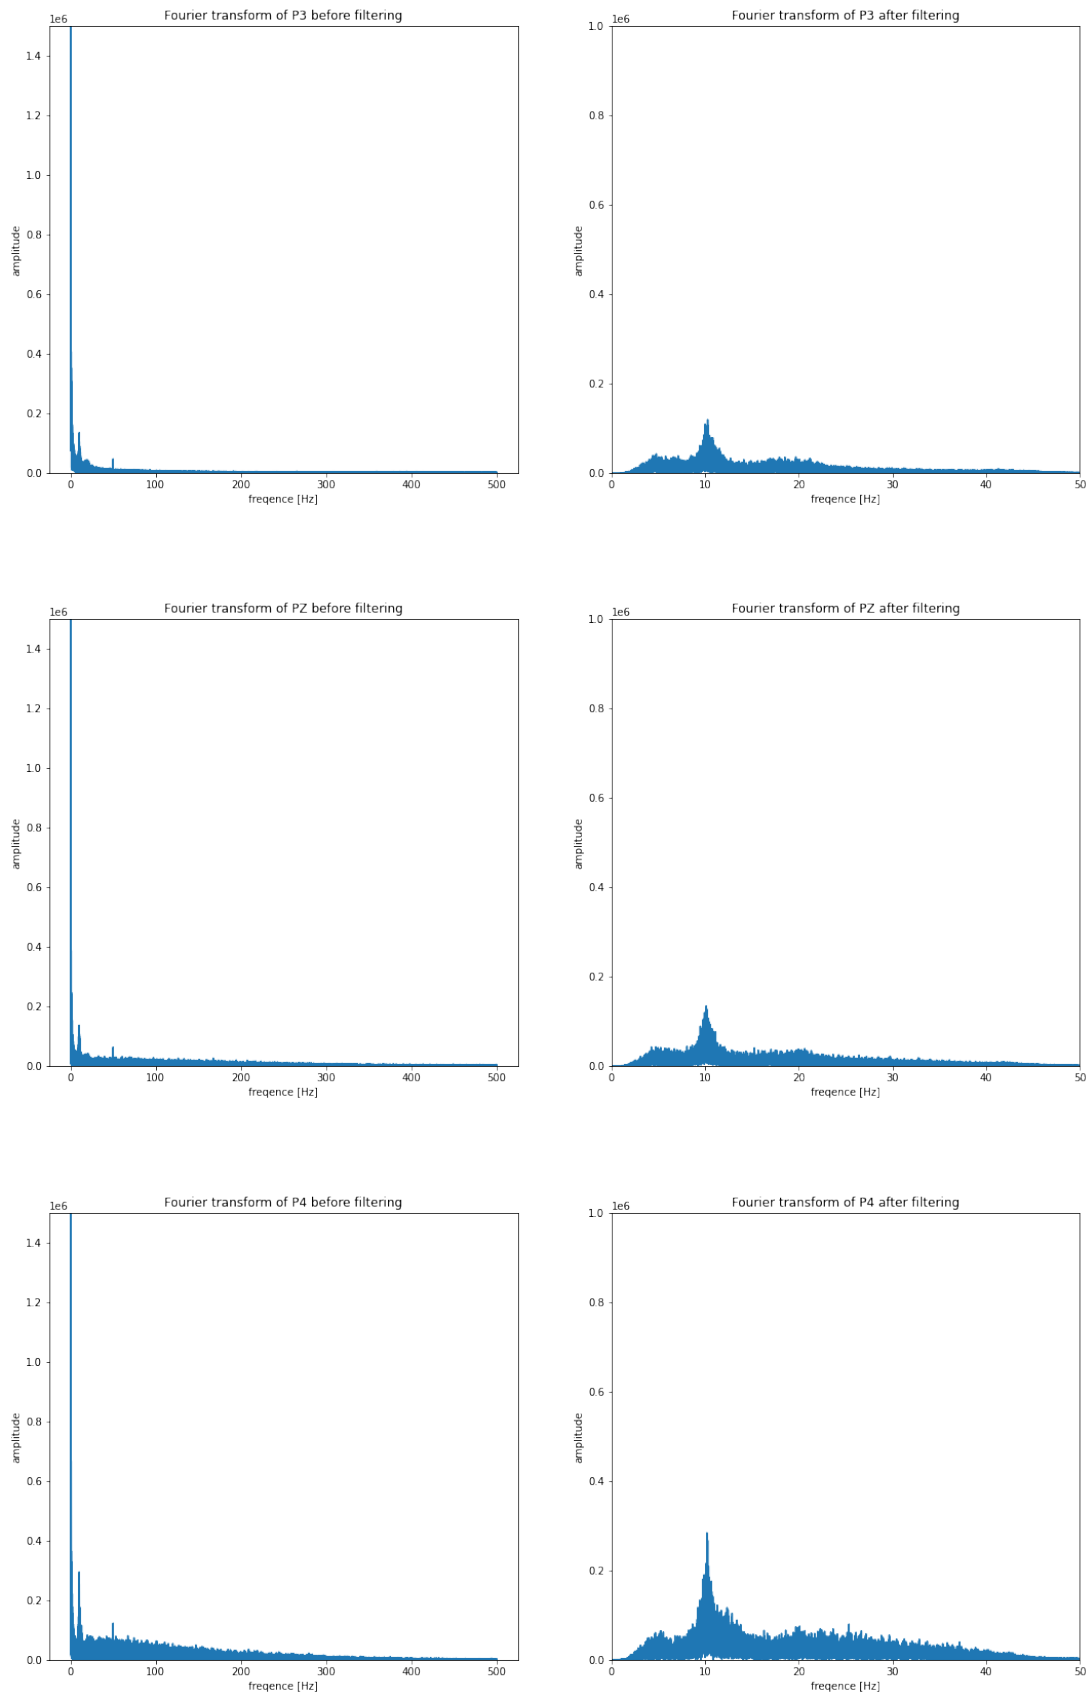 Fourier transform of P3 before filtering
1e6
1.4
1.2
1.0
0.8
0.6
0.4
0.2
0.0
amplitude
0 100 200 300 400 500
freqence [Hz]
Fourier transform of P3 after filtering
1e6
1.0
0.8
0.6
0.4
0.2
0.0
amplitude
0 10 20 30 40 50
freqence [Hz]
Fourier transform of PZ before filtering
1e6
1.4
1.2
1.0
0.8
0.6
0.4
0.2
0.0
amplitude
0 100 200 300 400 500
freqence [Hz]
Fourier transform of PZ after filtering
1e6
1.0
0.8
0.6
0.4
0.2
0.0
amplitude
0 10 20 30 40 50
freqence [Hz]
Fourier transform of P4 before filtering
1e6
1.4
1.2
1.0
0.8
0.6
0.4
0.2
0.0
amplitude
0 100 200 300 400 500
freqence [Hz]
Fourier transform of P4 after filtering
1e6
1.0
0.8
0.6
0.4
0.2
0.0
amplitude
0 10 20 30 40 50
freqence [Hz]